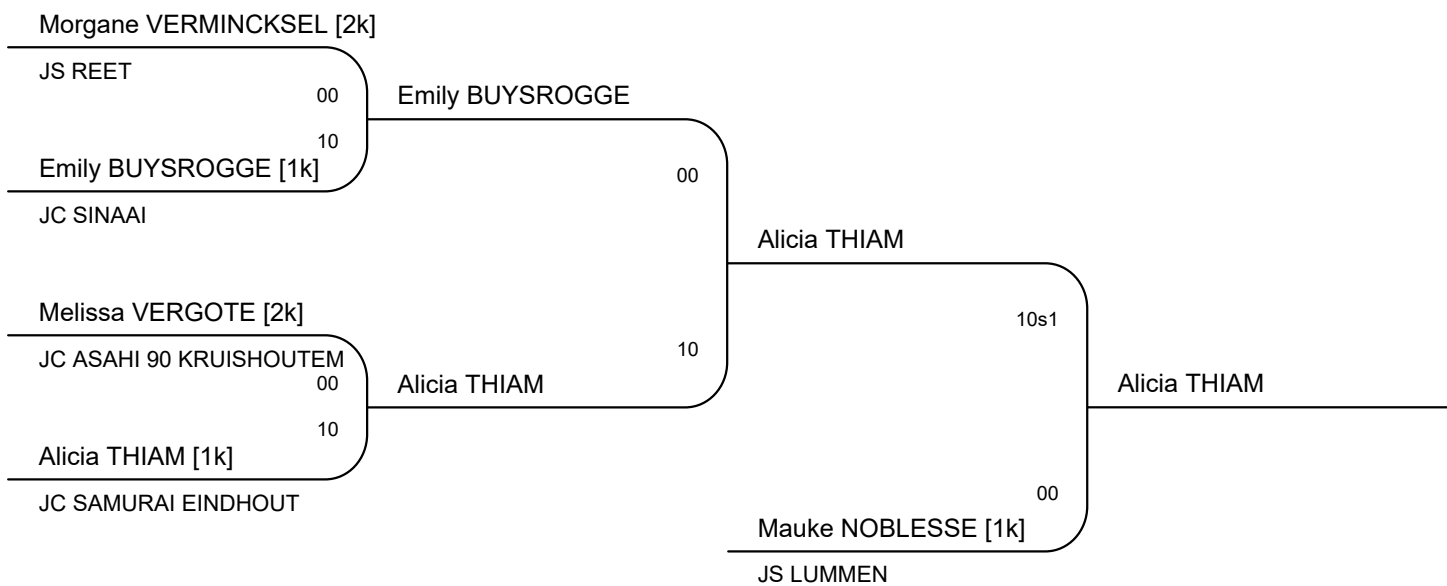 Morgane VERMINCKSEL [2k]
JS REET
00
10
Emily BUYSROGGE [1k]
JC SINAAI
Melissa VERGOTE [2k]
JC ASAHI 90 KRUISHOUTEM
00
10
Alicia THIAM [1k]
JC SAMURAI EINDHOUT
Emily BUYSROGGE
00
10
Alicia THIAM
Alicia THIAM
10s1
00
Mauke NOBLESSE [1k]
JS LUMMEN
Alicia THIAM